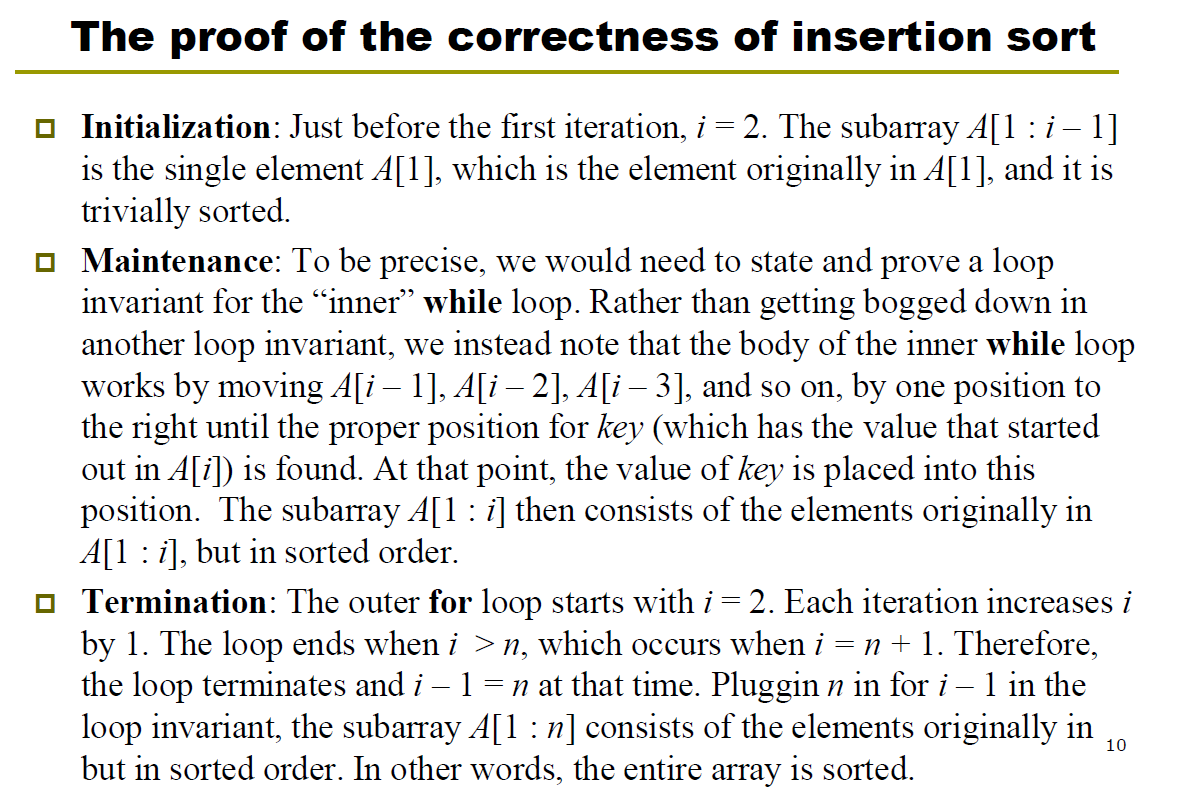 The proof of the correctness of insertion sort
Initialization: Just before the first iteration, i = 2. The subarray A[1 : i – 1]
is the single element A[1], which is the element originally in A[1], and it is
trivially sorted.
Maintenance: To be precise, we would need to state and prove a loop
invariant for the “inner” while loop. Rather than getting bogged down in
another loop invariant, we instead note that the body of the inner while loop
works by moving A[i – 1], A[i – 2], A[i – 3], and so on, by one position to
the right until the proper position for key (which has the value that started
out in A[i]) is found. At that point, the value of key is placed into this
position. The subarray A[1 : i] then consists of the elements originally in
A[1 : i], but in sorted order.
Termination: The outer for loop starts with i = 2. Each iteration increases i
by 1. The loop ends when i > n, which occurs when i = n + 1. Therefore,
the loop terminates and i – 1 = n at that time. Pluggin n in for i – 1 in the
loop invariant, the subarray A[1 : n] consists of the elements originally in
but in sorted order. In other words, the entire array is sorted.
10